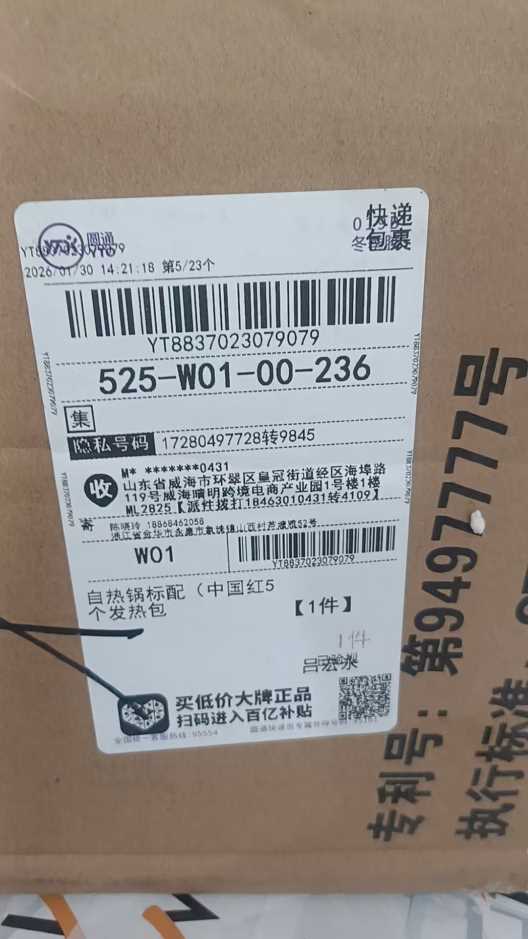 圆通
快递
包裹
2026/01/30 14:21:18 第5/23个
YT8837023079079
525-W01-00-236
集
隐私号码 17280497728转9845
收
M* *******0431
山东省威海市环翠区皇冠街道经区海埠路
119号威海晴明跨境电商产业园1号楼1楼
ML2825【派性拨打18463010431转4109】
寄 陈晓玲 18868462058
W01
YT8837023079079
自热锅标配（中国红5
个发热包
【1件】
1件
买低价大牌正品
扫码进入百亿补贴
专利号：第9497777号
执行标准：